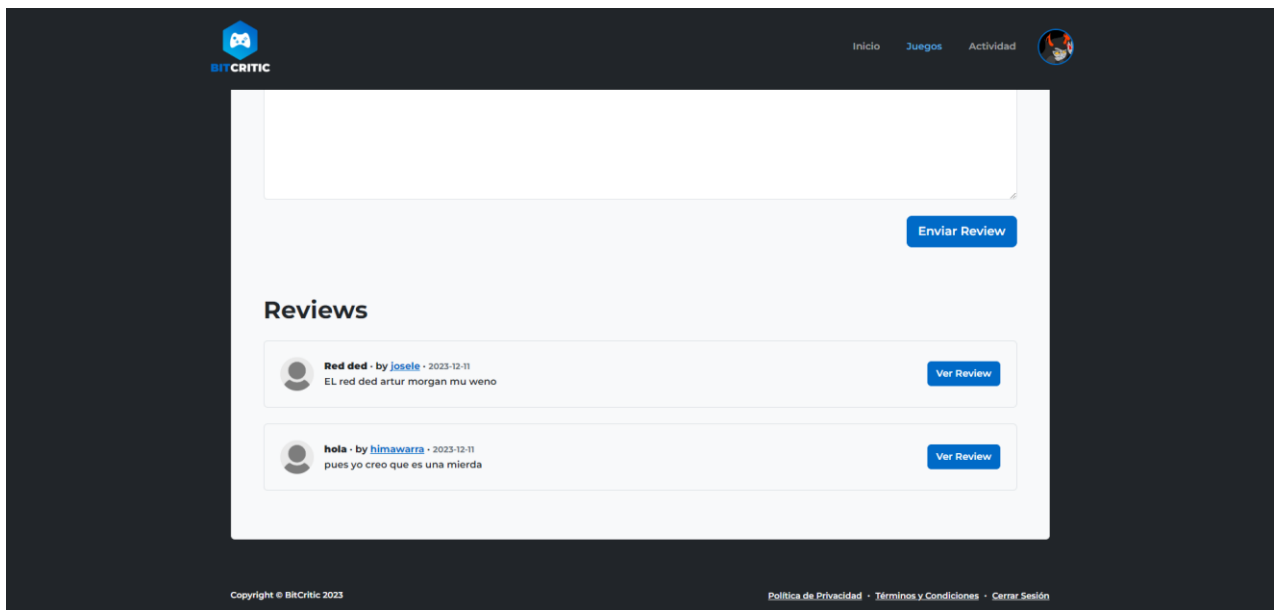 Inicio Juegos Actividad
BITCRITIC
Enviar Review
Reviews
Red ded · by josele · 2023-12-11
EL red ded artur morgan mu weno
Ver Review
hola · by himawarra · 2023-12-11
pues yo creo que es una mierda
Ver Review
Copyright © BitCritic 2023
Política de Privacidad · Términos y Condiciones · Cerrar Sesión